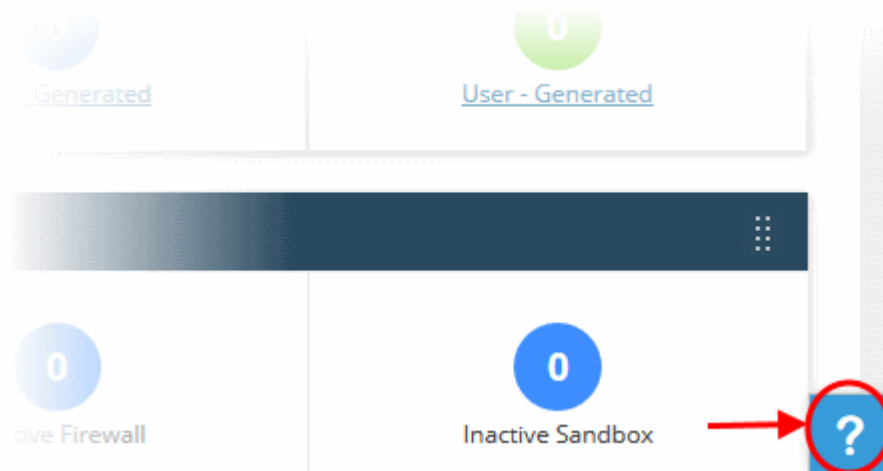 0 0
Generated User - Generated
0 0
tive Firewall Inactive Sandbox
?